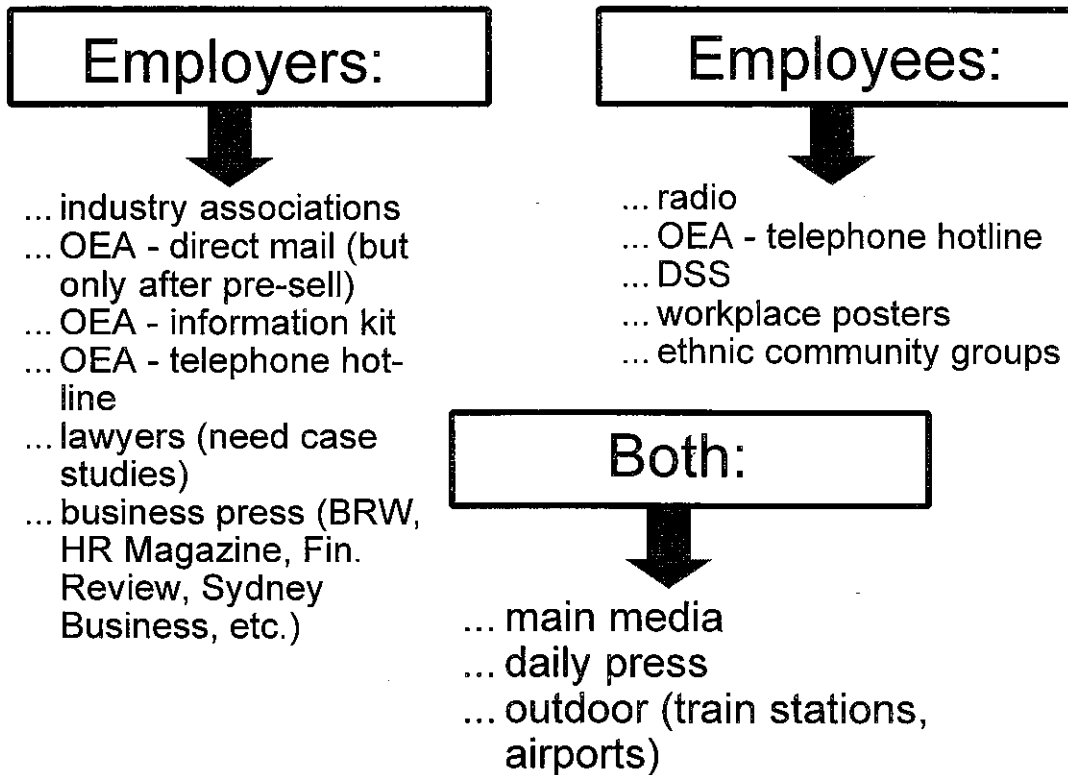 Employers:
... industry associations
... OEA - direct mail (but
only after pre-sell)
... OEA - information kit
... OEA - telephone hot-
line
... lawyers (need case
studies)
... business press (BRW,
HR Magazine, Fin.
Review, Sydney
Business, etc.)
Employees:
... radio
... OEA - telephone hotline
... DSS
... workplace posters
... ethnic community groups
Both:
... main media
... daily press
... outdoor (train stations,
airports)